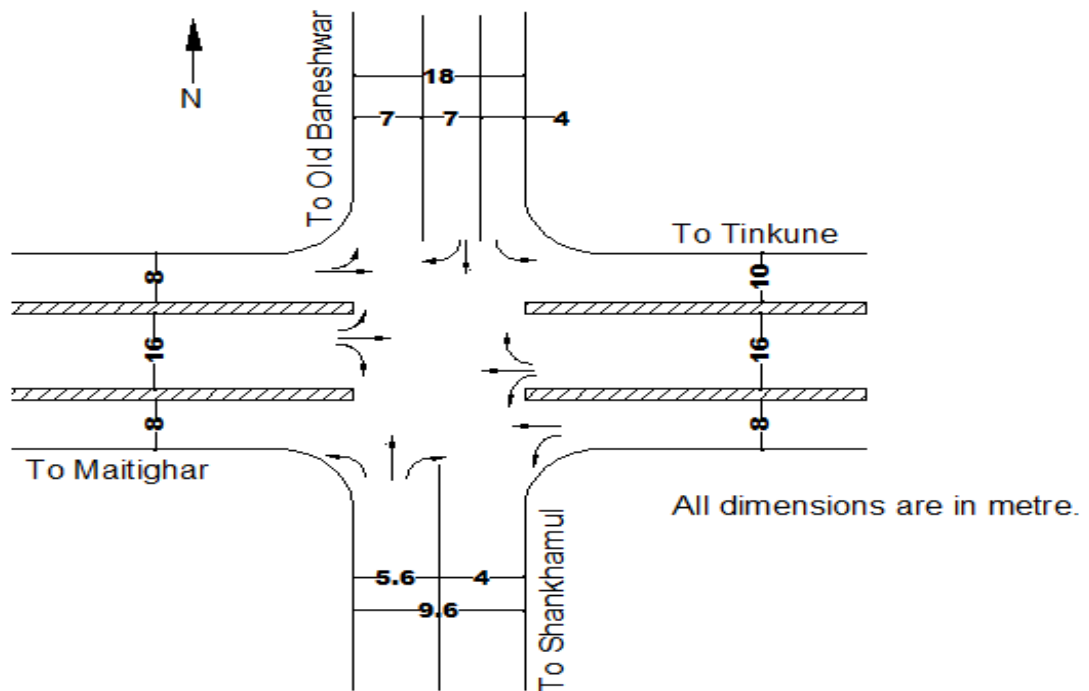 18
7
7
4
N
To Old Baneshwar
To Tinkune
8
10
16
16
8
8
To Maitighar
All dimensions are in metre.
5.6
4
9.6
To Shankhamul